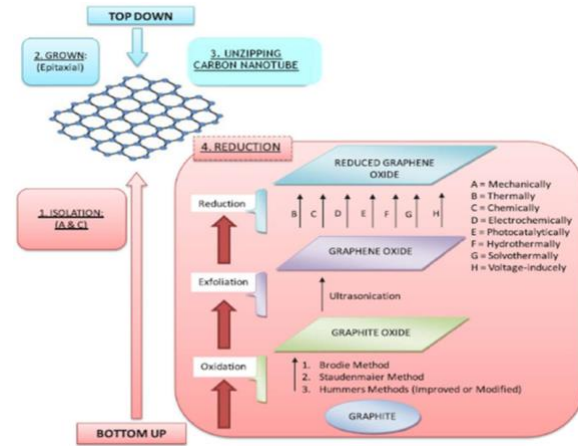 TOP DOWN
2. GROWN:
(Epitaxial)
3. UNZIPPING
CARBON NANOTUBE
4. REDUCTION
REDUCED GRAPHENE
OXIDE
Reduction
B C D E F G H
A = Mechanically
B = Thermally
C = Chemically
D = Electrochemically
E = Photocatalytically
F = Hydrothermally
G = Solvothermally
H = Voltage-inducely
1. ISOLATION:
(A & C)
GRAPHENE OXIDE
Exfoliation
Ultrasonication
GRAPHITE OXIDE
Oxidation
1. Brodie Method
2. Staudenmaier Method
3. Hummers Methods (Improved or Modified)
GRAPHITE
BOTTOM UP